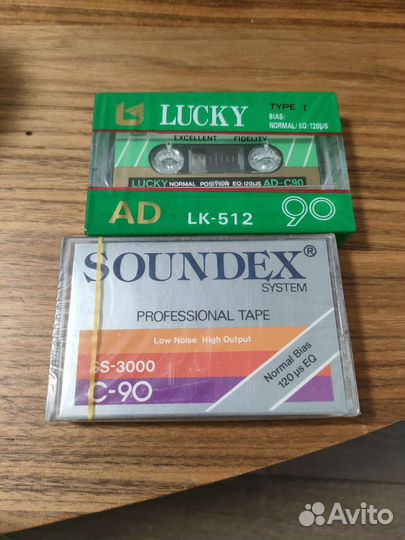 LUCKY
TYPE I
BIAS:
NORMAL/EQ:120µS
EXCELLENT FIDELITY
LUCKY NORMAL POSITION EQ:120µS AD-C90
AD LK-512 90
SOUNDEX®
SYSTEM
PROFESSIONAL TAPE
Low Noise High Output
SS-3000
C-90
Normal Bias
120 µs EQ
Avito